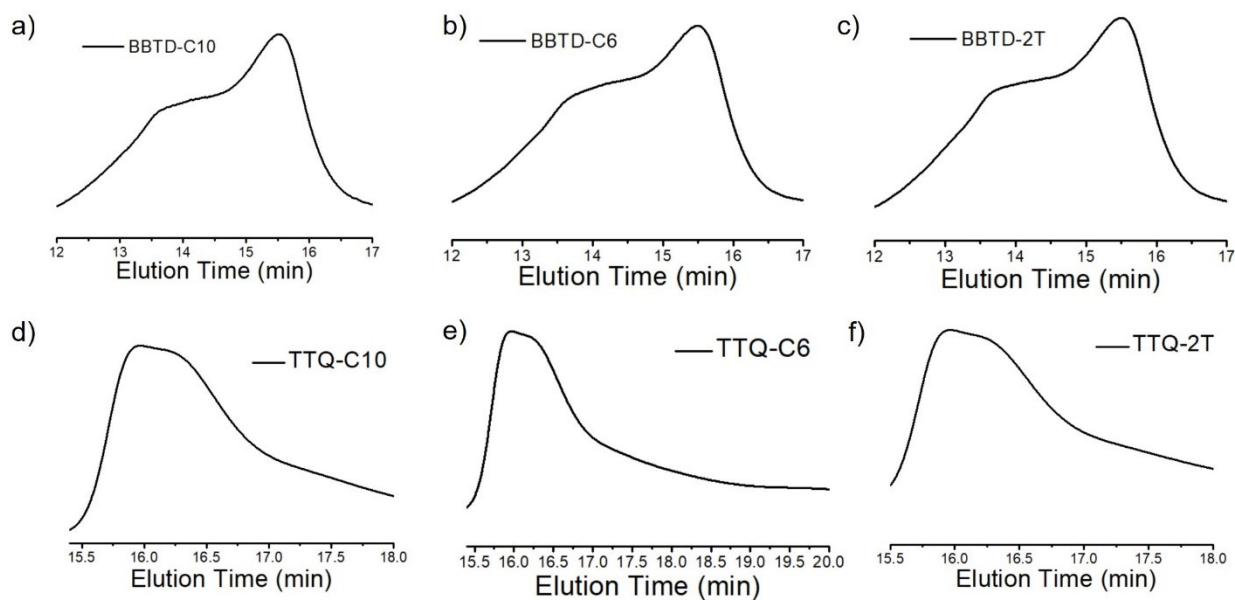 a)
BBTD-C10
12 13 14 15 16 17
Elution Time (min)
b)
BBTD-C6
12 13 14 15 16 17
Elution Time (min)
c)
BBTD-2T
12 13 14 15 16 17
Elution Time (min)
d)
TTQ-C10
15.5 16.0 16.5 17.0 17.5 18.0
Elution Time (min)
e)
TTQ-C6
15.5 16.0 16.5 17.0 17.5 18.0 18.5 19.0 19.5 20.0
Elution Time (min)
f)
TTQ-2T
15.5 16.0 16.5 17.0 17.5 18.0
Elution Time (min)